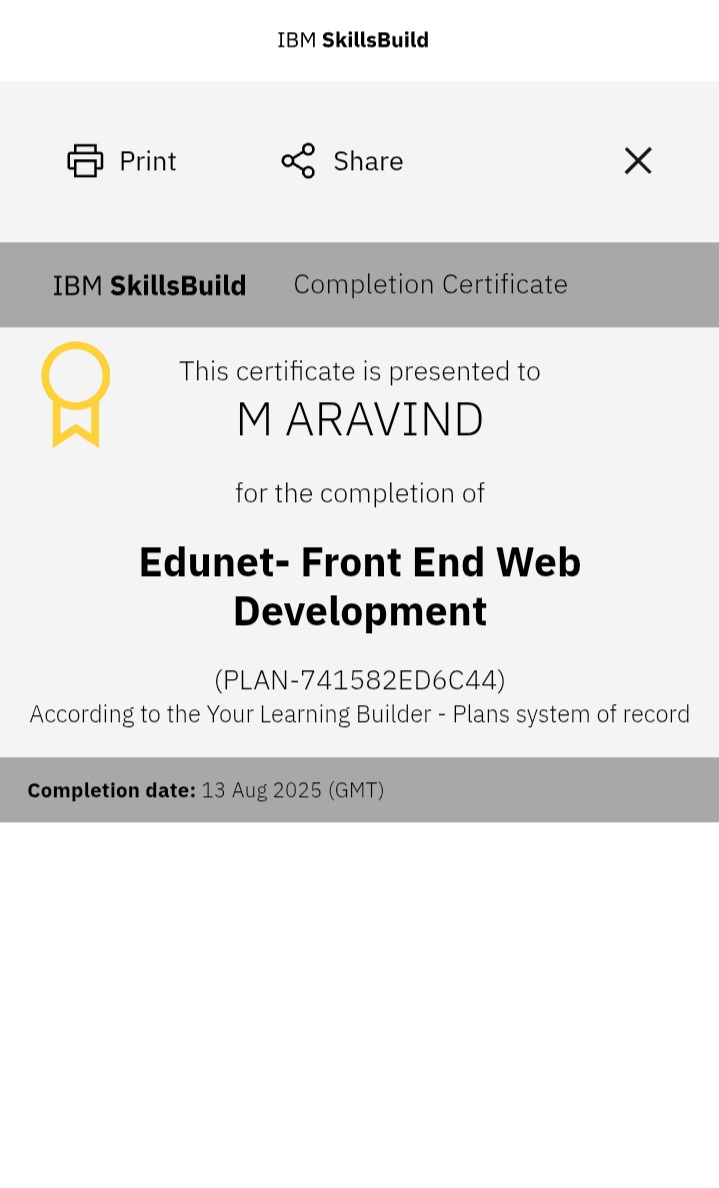 IBM SkillsBuild
Print
Share
IBM SkillsBuild Completion Certificate
This certificate is presented to
M ARAVIND
for the completion of
Edunet- Front End Web
Development
(PLAN-741582ED6C44)
According to the Your Learning Builder - Plans system of record
Completion date: 13 Aug 2025 (GMT)